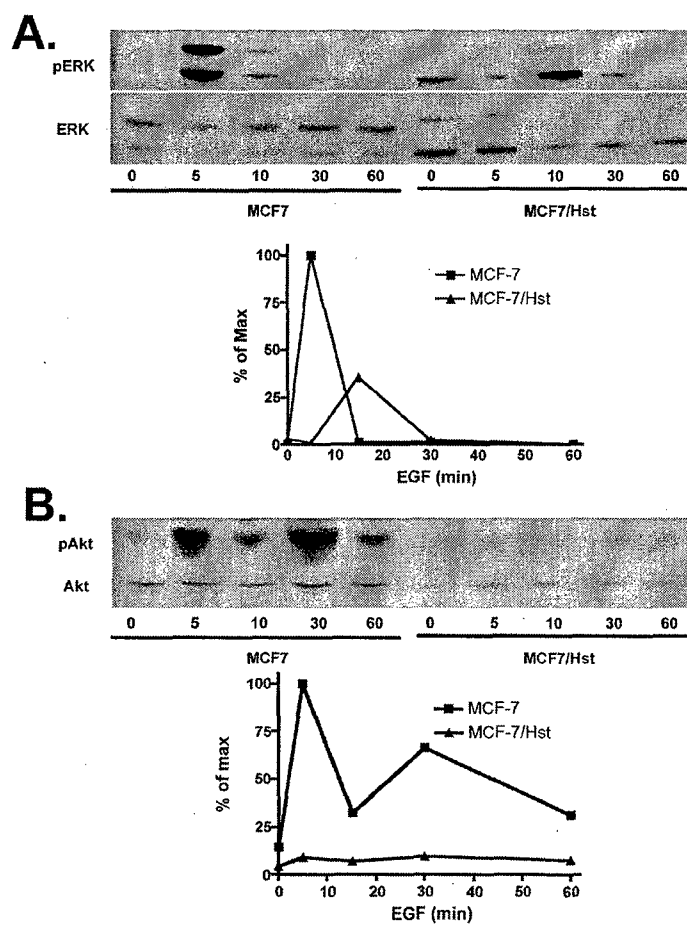 A.
pERK
ERK
0 5 10 30 60 0 5 10 30 60
MCF7 MCF7/Hst
100
75
50
25
0
% of Max
MCF-7
MCF-7/Hst
0 10 20 30 40 50 60
EGF (min)
B.
pAkt
Akt
0 5 10 30 60 0 5 10 30 60
MCF7 MCF7/Hst
100
75
50
25
0
% of max
MCF-7
MCF-7/Hst
0 10 20 30 40 50 60
EGF (min)